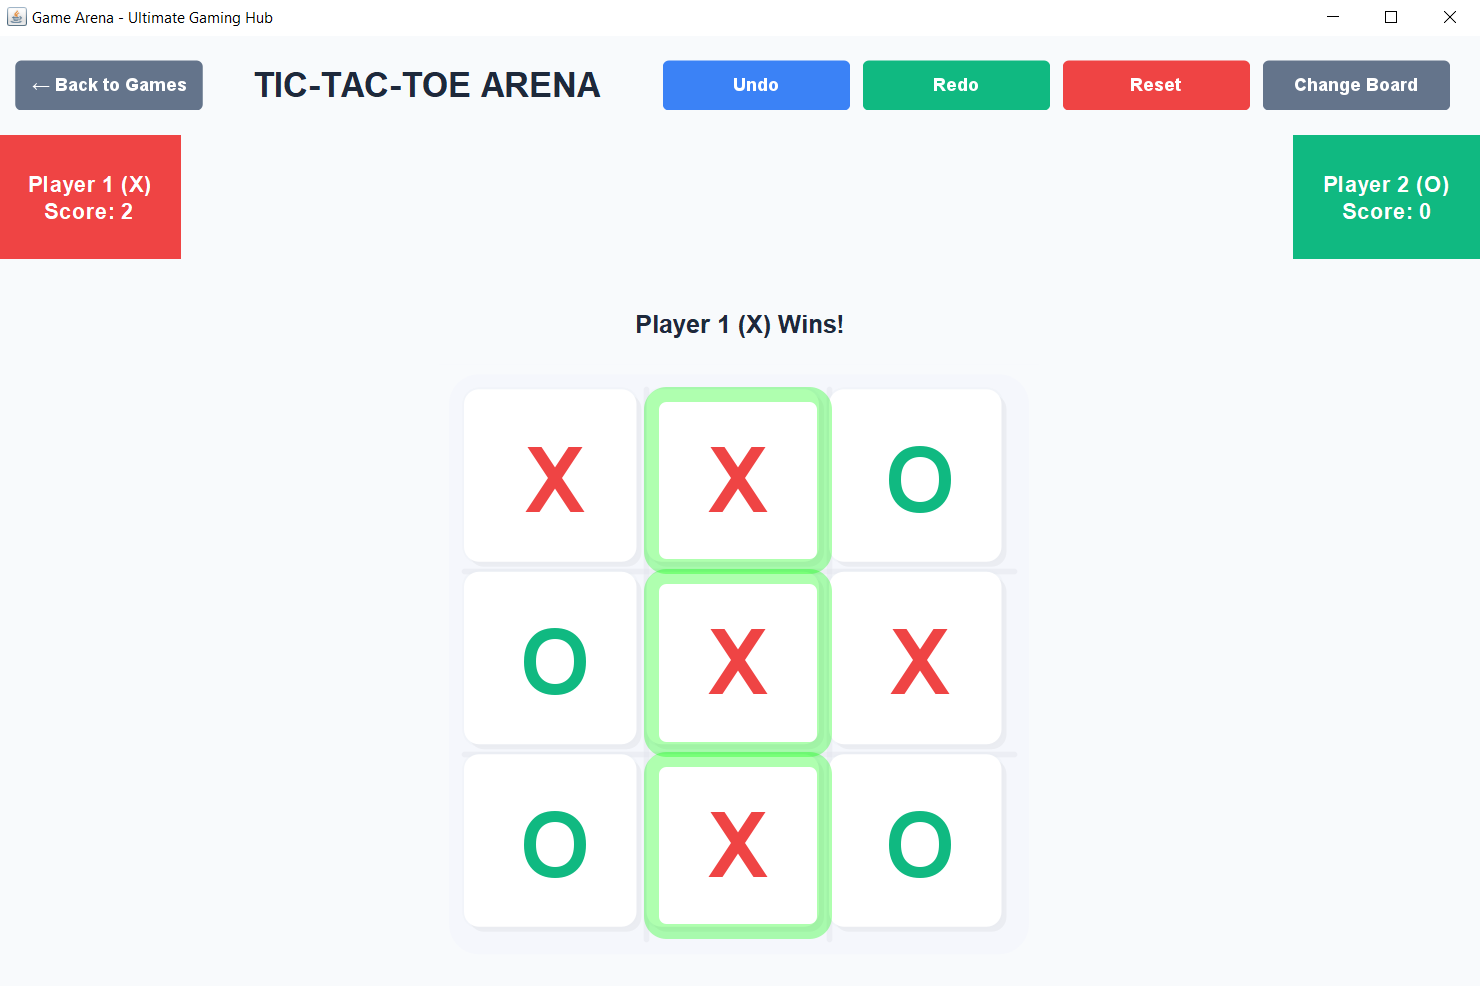 Game Arena - Ultimate Gaming Hub
← Back to Games
TIC-TAC-TOE ARENA
Undo
Redo
Reset
Change Board
Player 1 (X)
Score: 2
Player 2 (O)
Score: 0
Player 1 (X) Wins!
X X O
O X X
O X O